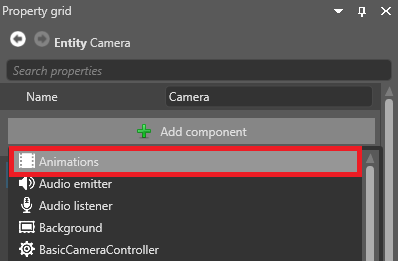 Property grid
Entity Camera
Search properties
Name Camera
Add component
Animations
Audio emitter
Audio listener
Background
BasicCameraController